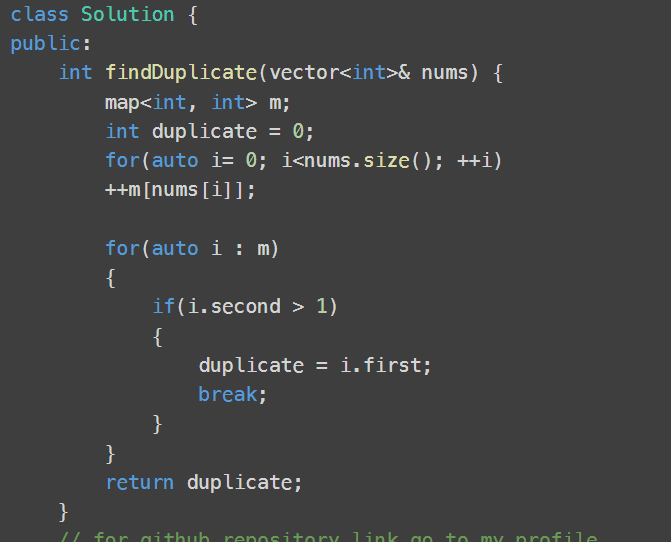 class Solution {
public:
    int findDuplicate(vector<int>& nums) {
        map<int, int> m;
        int duplicate = 0;
        for(auto i= 0; i<nums.size(); ++i)
        ++m[nums[i]];

        for(auto i : m)
        {
            if(i.second > 1)
            {
                duplicate = i.first;
                break;
            }
        }
        return duplicate;
    }
    // for github repository link go to my profile